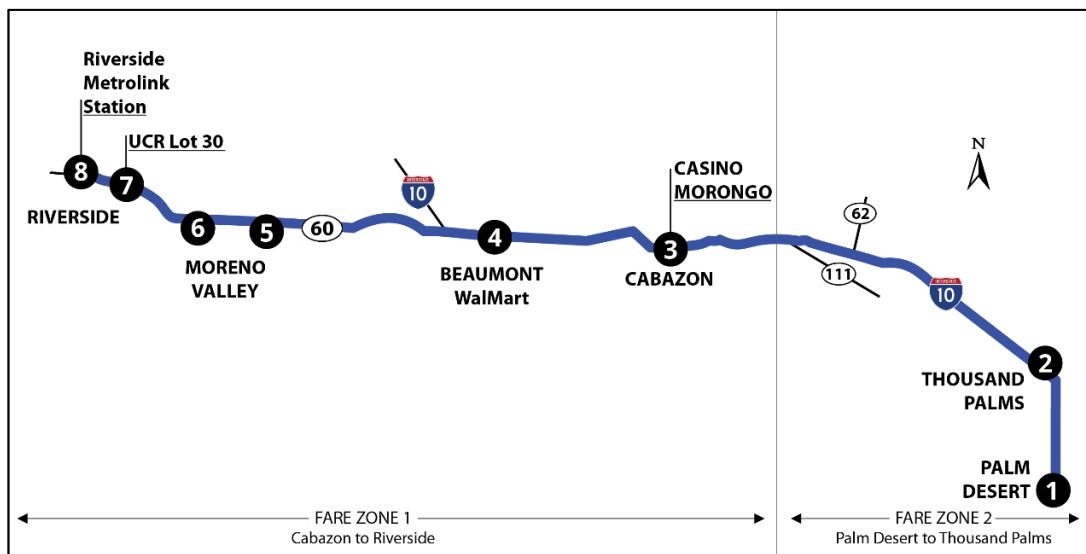 Riverside
Metrolink
Station
UCR Lot 30
8
7
RIVERSIDE
6
5
60
MORENO
VALLEY
INTERSTATE
10
4
BEAUMONT
WalMart
CASINO
MORONGO
3
CABAZON
N
62
111
INTERSTATE
10
2
THOUSAND
PALMS
PALM
DESERT
1
FARE ZONE 1
Cabazon to Riverside
FARE ZONE 2
Palm Desert to Thousand Palms